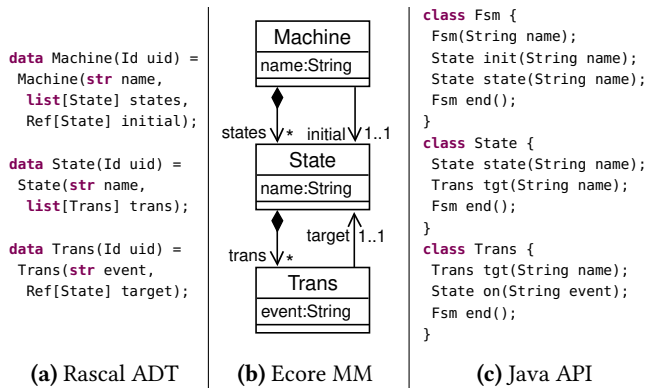 data Machine(Id uid) =
Machine(str name,
list[State] states,
Ref[State] initial);
data State(Id uid) =
State(str name,
list[Trans] trans);
data Trans(Id uid) =
Trans(str event,
Ref[State] target);
(a) Rascal ADT
Machine
name:String
states * initial 1..1
State
name:String
target 1..1
trans *
Trans
event:String
(b) Ecore MM
class Fsm {
Fsm(String name);
State init(String name);
State state(String name);
Fsm end();
}
class State {
State state(String name);
Trans tgt(String name);
Fsm end();
}
class Trans {
Trans tgt(String name);
State on(String event);
Fsm end();
}
(c) Java API